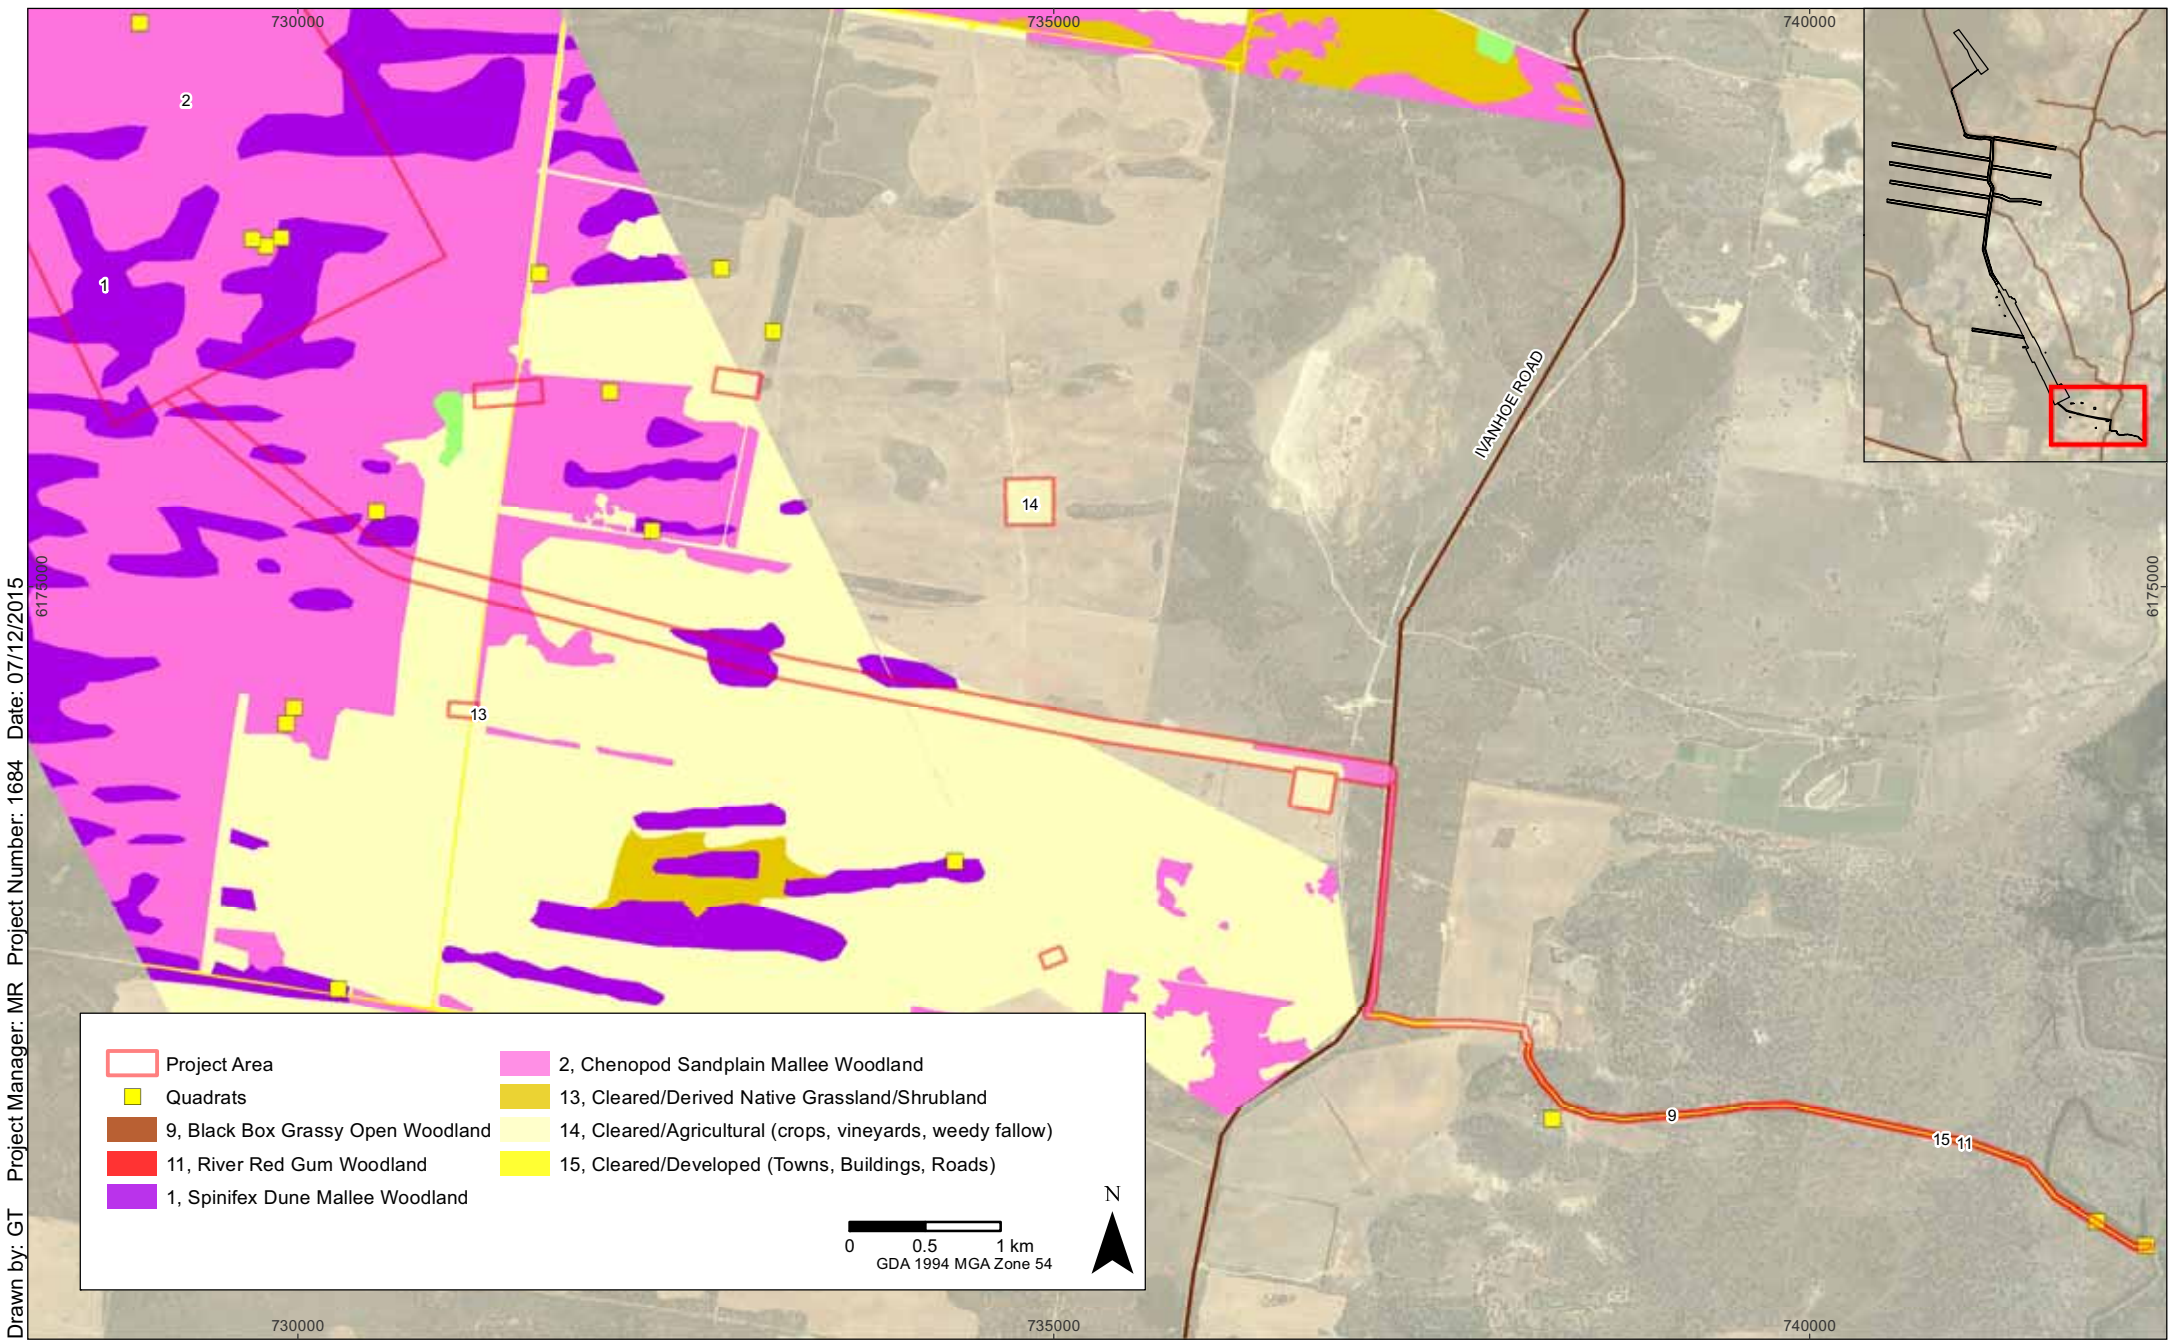 730000
735000
740000
2
1
IVANHOE ROAD
14
6175000
6175000
13
9
15
11
Project Area
Quadrats
9, Black Box Grassy Open Woodland
11, River Red Gum Woodland
1, Spinifex Dune Mallee Woodland
2, Chenopod Sandplain Mallee Woodland
13, Cleared/Derived Native Grassland/Shrubland
14, Cleared/Agricultural (crops, vineyards, weedy fallow)
15, Cleared/Developed (Towns, Buildings, Roads)
N
0 0.5 1 km
GDA 1994 MGA Zone 54
730000
735000
740000
Drawn by: GT Project Manager: MR Project Number: 1684 Date: 07/12/2015